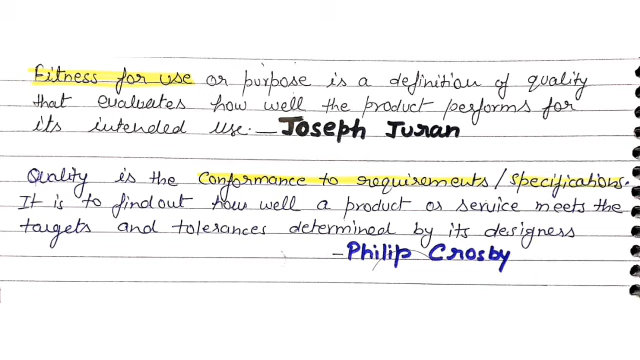 Fitness for use or purpose is a definition of quality
that evaluates how well the product performs for
its intended use. – Joseph Juran
Quality is the conformance to requirements/specifications.
It is to findout how well a product or service meets the
targets and tolerances determined by its designess
– Philip Crosby